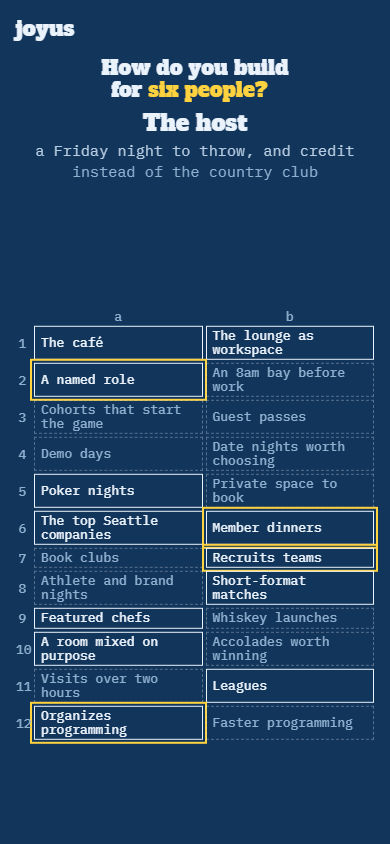 joyus
How do you build
for six people?
The host
a Friday night to throw, and credit
instead of the country club
a b
1 The café The lounge as
workspace
2 A named role An 8am bay before
work
3 Cohorts that start
the game Guest passes
4 Demo days Date nights worth
choosing
5 Poker nights Private space to
book
6 The top Seattle
companies Member dinners
7 Book clubs Recruits teams
8 Athlete and brand
nights Short-format
matches
9 Featured chefs Whiskey launches
10 A room mixed on
purpose Accolades worth
winning
11 Visits over two
hours Leagues
12 Organizes
programming Faster programming